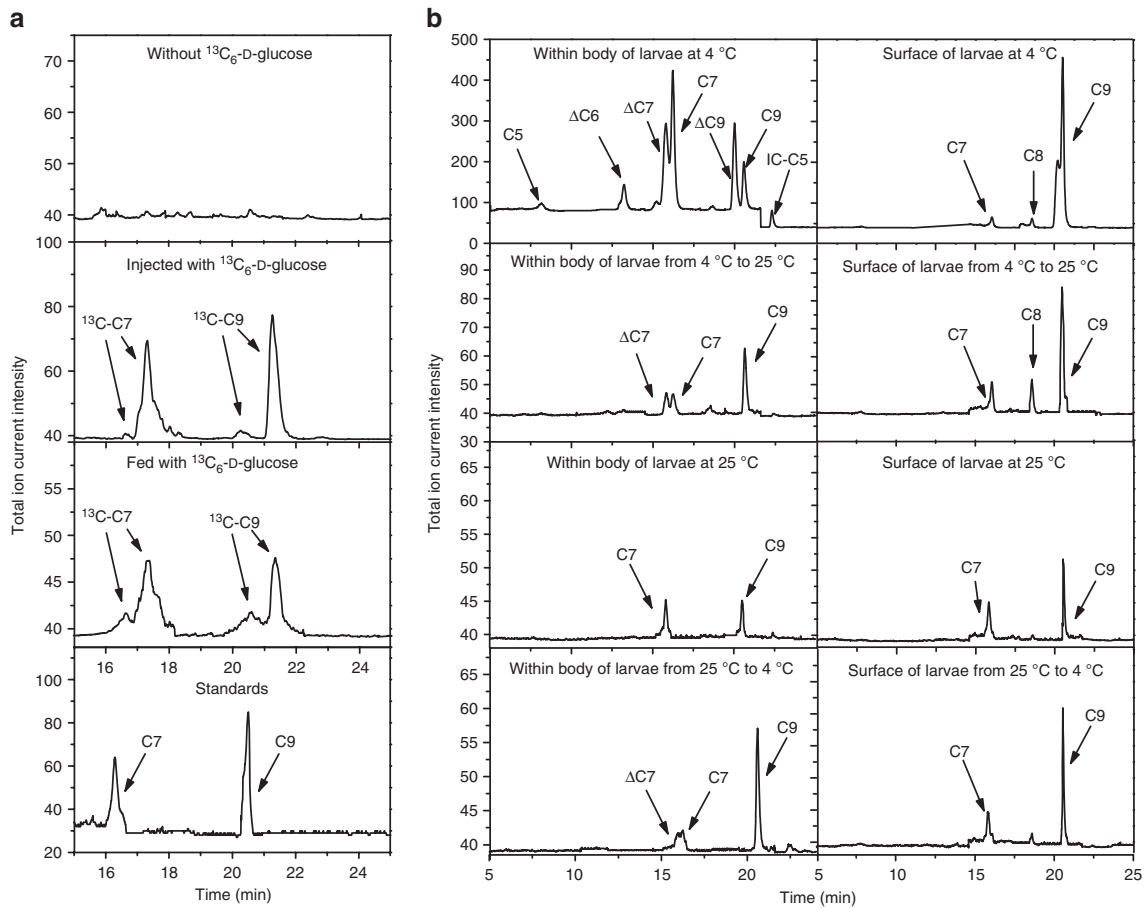 a
Without ¹³C₆-D-glucose
70
60
50
40
100
Injected with ¹³C₆-D-glucose
80
¹³C-C7
¹³C-C9
60
40
Fed with ¹³C₆-D-glucose
55
¹³C-C7
¹³C-C9
50
45
40
Standards
100
80
C7
C9
60
40
20
16
18
20
22
24
Time (min)
Total ion current intensity
b
500
Within body of larvae at 4 °C
400
C7
ΔC7
ΔC6
ΔC9
C9
300
C5
IC-C5
200
100
0
Surface of larvae at 4 °C
C9
C7
C8
Within body of larvae from 4 °C to 25 °C
90
80
C9
70
ΔC7
C7
60
50
40
30
Surface of larvae from 4 °C to 25 °C
C8
C7
C9
Within body of larvae at 25 °C
65
60
55
C7
C9
50
45
40
Surface of larvae at 25 °C
C7
C9
Within body of larvae from 25 °C to 4 °C
65
60
C9
55
ΔC7
C7
50
45
40
Surface of larvae from 25 °C to 4 °C
C9
C7
5
10
15
20
5
10
15
20
25
Time (min)
Total ion current intensity